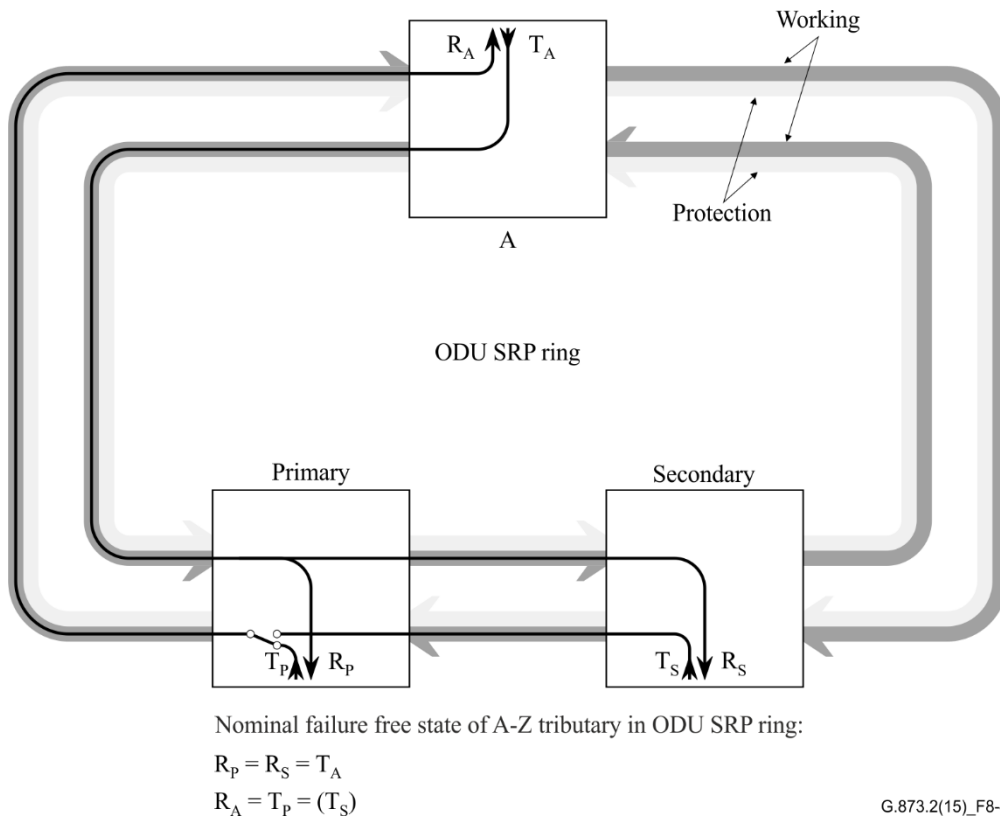 Working
R_A T_A
Protection
A
ODU SRP ring
Primary
Secondary
T_P R_P
T_S R_S
Nominal failure free state of A-Z tributary in ODU SRP ring:
R_P = R_S = T_A
R_A = T_P = (T_S)
G.873.2(15)_F8-